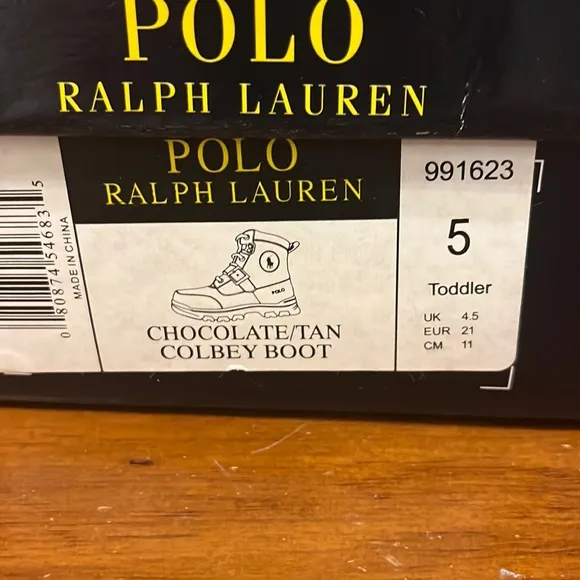 POLO
RALPH LAUREN
POLO
RALPH LAUREN
0 80874 54683 5
MADE IN CHINA
POLO
CHOCOLATE/TAN
COLBEY BOOT
991623
5
Toddler
UK 4.5
EUR 21
CM 11